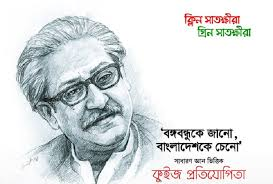 ক্লিন সাতক্ষীরা
গ্রিন সাতক্ষীরা
‘বঙ্গবন্ধুকে জানো,
বাংলাদেশকে চেনো’
সাধারণ জ্ঞান ভিত্তিক
কুইজ প্রতিযোগিতা